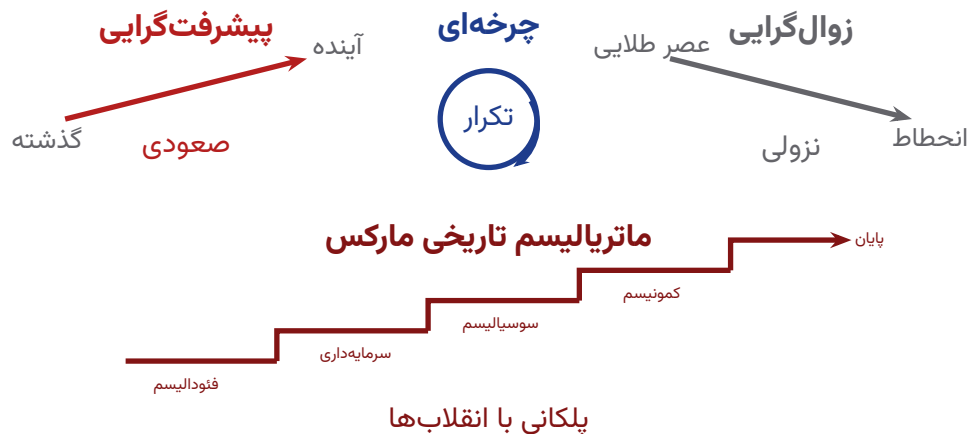 زوال‌گرایی
عصر طلایی
انحطاط
نزولی
چرخه‌ای
تکرار
پیشرفت‌گرایی
آینده
گذشته
صعودی
ماتریالیسم تاریخی مارکس
پایان
کمونیسم
سوسیالیسم
سرمایه‌داری
فئودالیسم
پلکانی با انقلاب‌ها